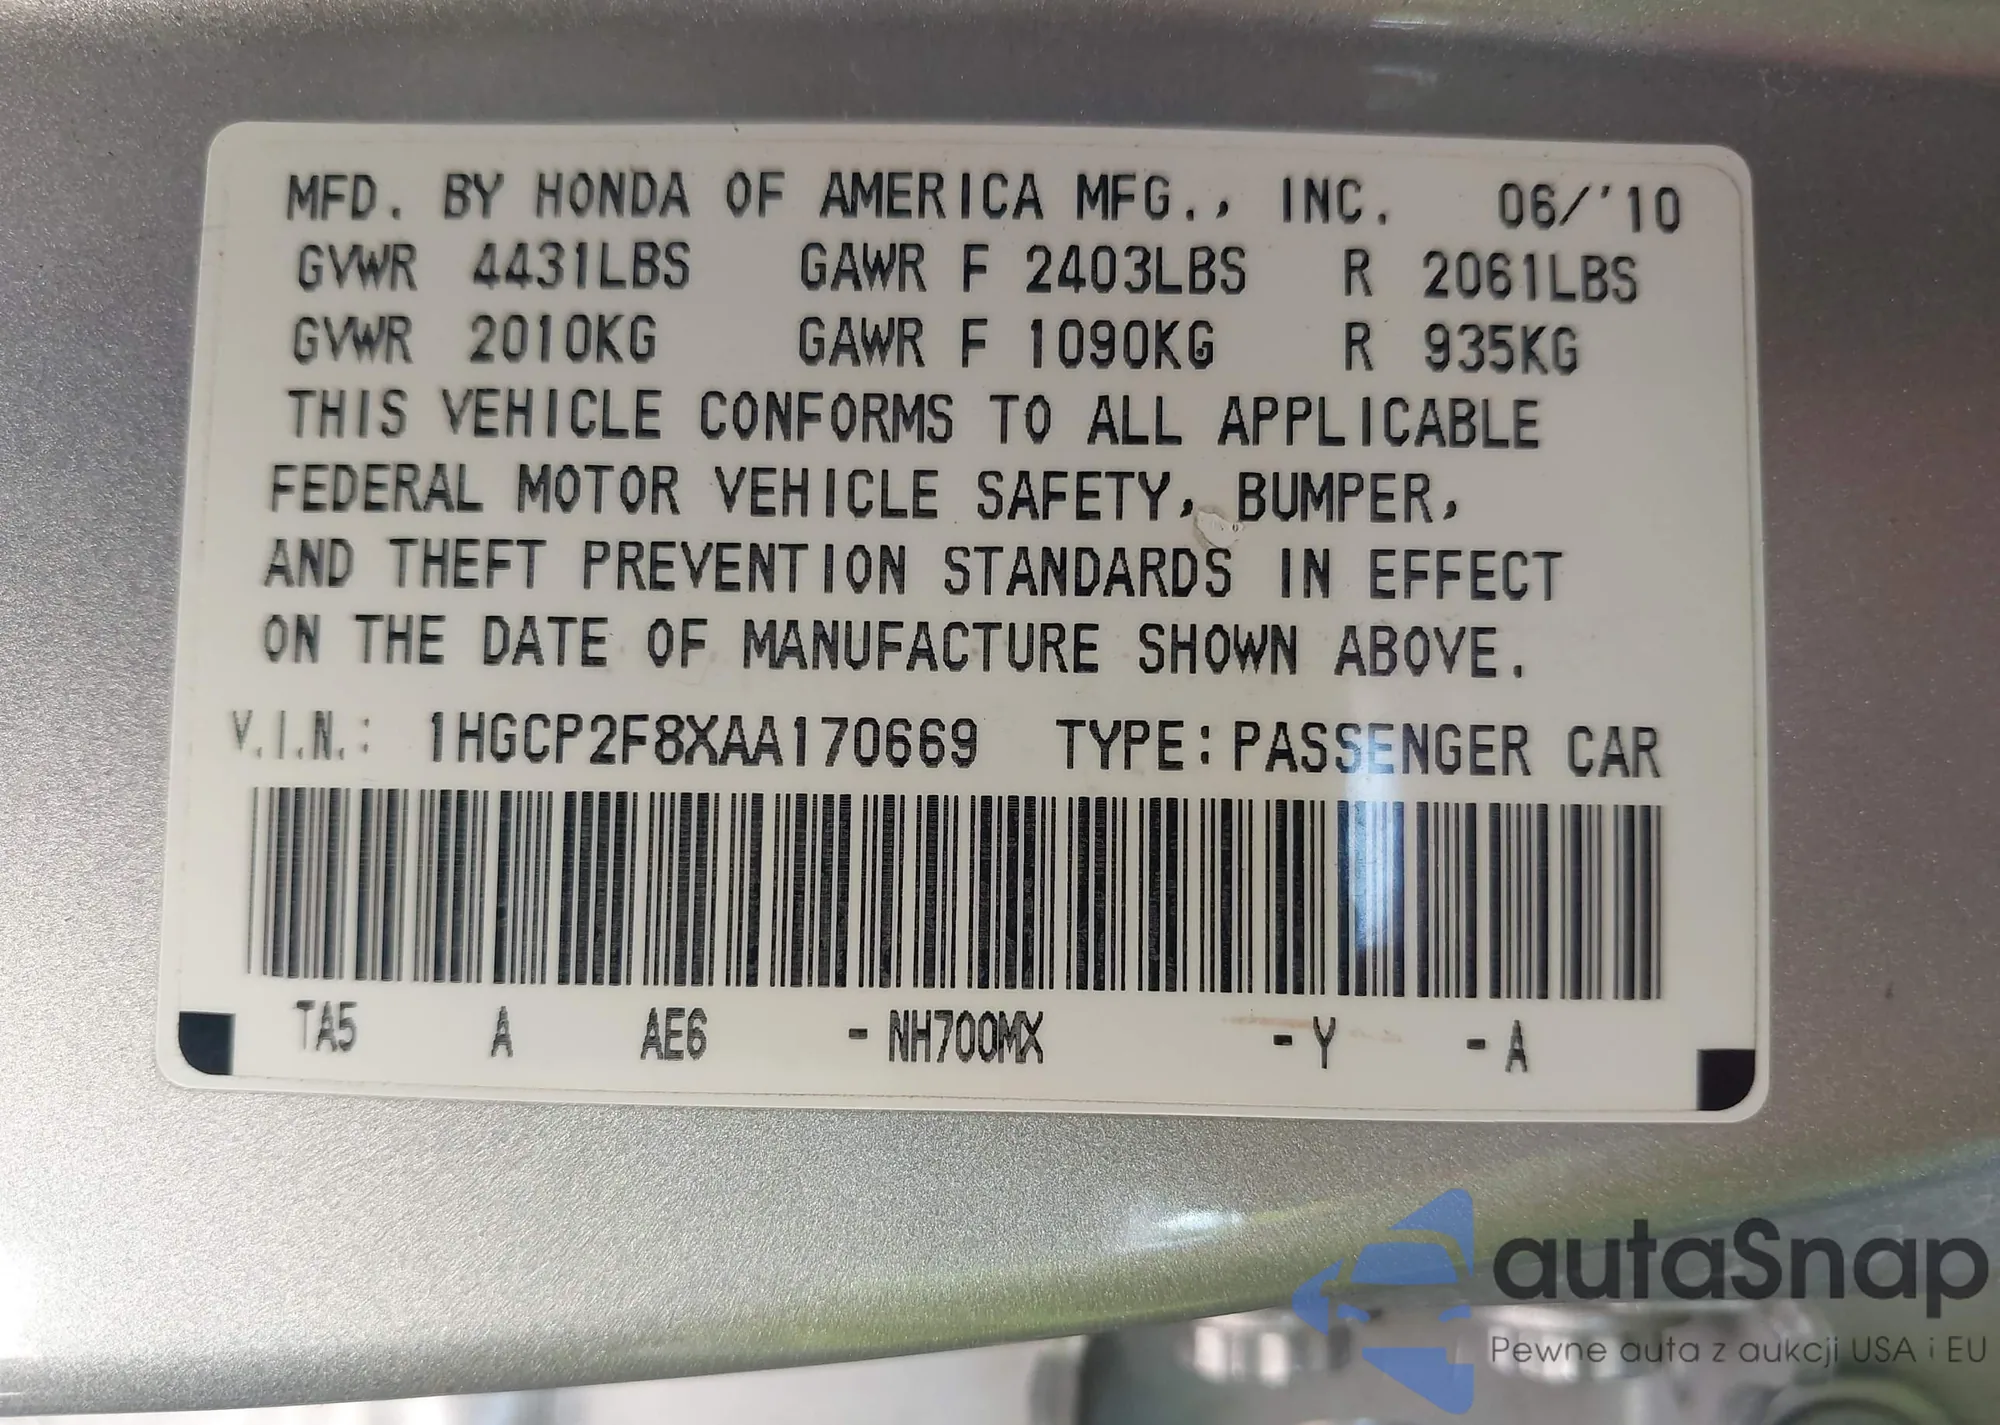 MFD. BY HONDA OF AMERICA MFG., INC. 06/'10
GVWR 4431LBS GAWR F 2403LBS R 2061LBS
GVWR 2010KG GAWR F 1090KG R 935KG
THIS VEHICLE CONFORMS TO ALL APPLICABLE
FEDERAL MOTOR VEHICLE SAFETY, BUMPER,
AND THEFT PREVENTION STANDARDS IN EFFECT
ON THE DATE OF MANUFACTURE SHOWN ABOVE.
V.I.N.: 1HGCP2F8XAA170669 TYPE:PASSENGER CAR
TA5 A AE6 -NH700MX -Y -A
autaSnap
Pewne auta z aukcji USA i EU